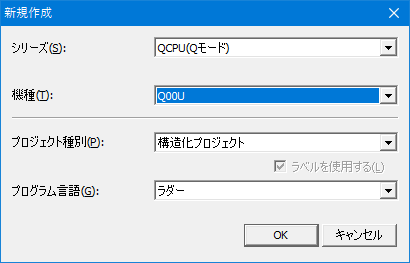 新規作成
シリーズ(S): QCPU(Qモード)
機種(T): Q00U
プロジェクト種別(P): 構造化プロジェクト
ラベルを使用する(L)
プログラム言語(G): ラダー
OK キャンセル